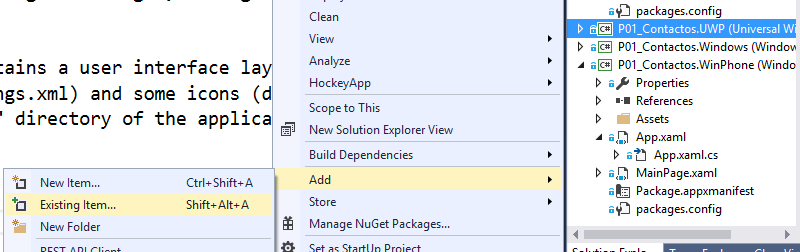 tains a user interface lay
ngs.xml) and some icons (d
" directory of the applica
Clean
View
Analyze
HockeyApp
Scope to This
New Solution Explorer View
Build Dependencies
Add
Store
Manage NuGet Packages...
Set as StartUp Project
New Item... Ctrl+Shift+A
Existing Item... Shift+Alt+A
New Folder
REST API Client
packages.config
P01_Contactos.UWP (Universal Wi
P01_Contactos.Windows (Window
P01_Contactos.WinPhone (Windo
Properties
References
Assets
App.xaml
App.xaml.cs
MainPage.xaml
Package.appxmanifest
packages.config
Solution Explo